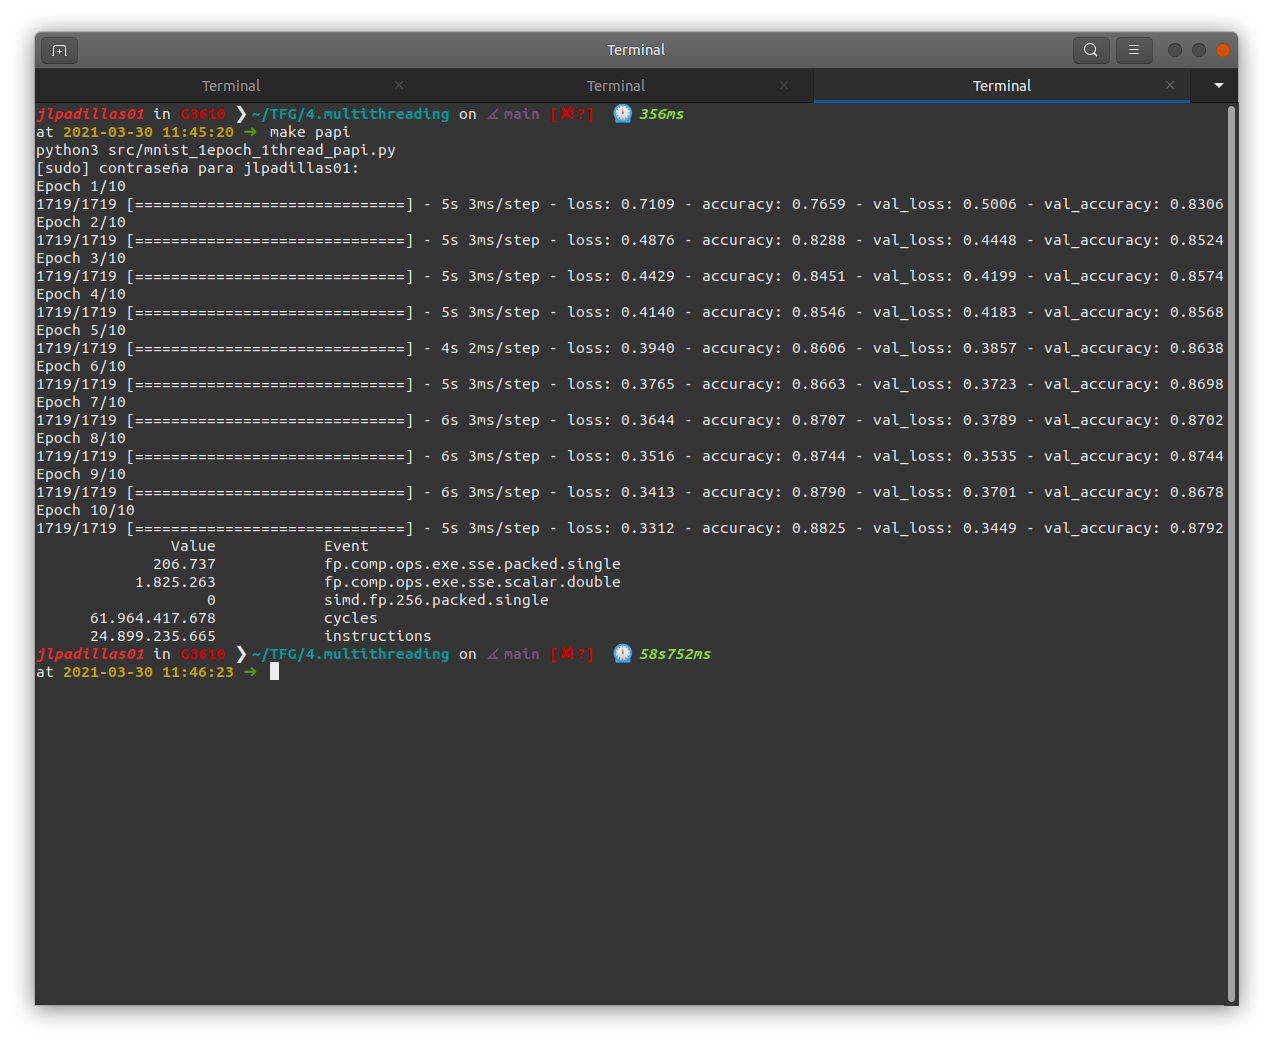 Terminal
Terminal × Terminal × Terminal ×
jlpadillas01 in G3610 ❯~/TFG/4.multithreading on main [✘!?] 356ms
at 2021-03-30 11:45:20 ➜ make papi
python3 src/mnist_1epoch_1thread_papi.py
[sudo] contraseña para jlpadillas01:
Epoch 1/10
1719/1719 [==============================] - 5s 3ms/step - loss: 0.7109 - accuracy: 0.7659 - val_loss: 0.5006 - val_accuracy: 0.8306
Epoch 2/10
1719/1719 [==============================] - 5s 3ms/step - loss: 0.4876 - accuracy: 0.8288 - val_loss: 0.4448 - val_accuracy: 0.8524
Epoch 3/10
1719/1719 [==============================] - 5s 3ms/step - loss: 0.4429 - accuracy: 0.8451 - val_loss: 0.4199 - val_accuracy: 0.8574
Epoch 4/10
1719/1719 [==============================] - 5s 3ms/step - loss: 0.4140 - accuracy: 0.8546 - val_loss: 0.4183 - val_accuracy: 0.8568
Epoch 5/10
1719/1719 [==============================] - 4s 2ms/step - loss: 0.3940 - accuracy: 0.8606 - val_loss: 0.3857 - val_accuracy: 0.8638
Epoch 6/10
1719/1719 [==============================] - 5s 3ms/step - loss: 0.3765 - accuracy: 0.8663 - val_loss: 0.3723 - val_accuracy: 0.8698
Epoch 7/10
1719/1719 [==============================] - 6s 3ms/step - loss: 0.3644 - accuracy: 0.8707 - val_loss: 0.3789 - val_accuracy: 0.8702
Epoch 8/10
1719/1719 [==============================] - 6s 3ms/step - loss: 0.3516 - accuracy: 0.8744 - val_loss: 0.3535 - val_accuracy: 0.8744
Epoch 9/10
1719/1719 [==============================] - 6s 3ms/step - loss: 0.3413 - accuracy: 0.8790 - val_loss: 0.3701 - val_accuracy: 0.8678
Epoch 10/10
1719/1719 [==============================] - 5s 3ms/step - loss: 0.3312 - accuracy: 0.8825 - val_loss: 0.3449 - val_accuracy: 0.8792
Value Event
206.737 fp.comp.ops.exe.sse.packed.single
1.825.263 fp.comp.ops.exe.sse.scalar.double
0 simd.fp.256.packed.single
61.964.417.678 cycles
24.899.235.665 instructions
jlpadillas01 in G3610 ❯~/TFG/4.multithreading on main [✘!?] 58s752ms
at 2021-03-30 11:46:23 ➜